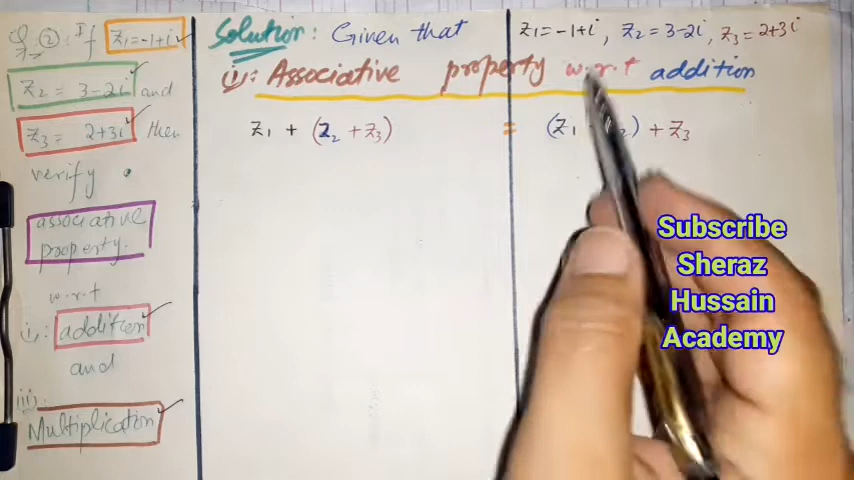 Q ②: If z₁=-1+i
z₂ = 3-2i and
z₃ = 2+3i then
verify
associative
property.
w.r.t
i,: addition
and
ii):
Multiplication
Solution: Given that z₁=-1+i, z₂=3-2i, z₃=2+3i
(i): Associative property w.r.t addition
z₁ + (z₂ + z₃) = (z₁ ₂) + z₃
Subscribe
Sheraz
Hussain
Academy